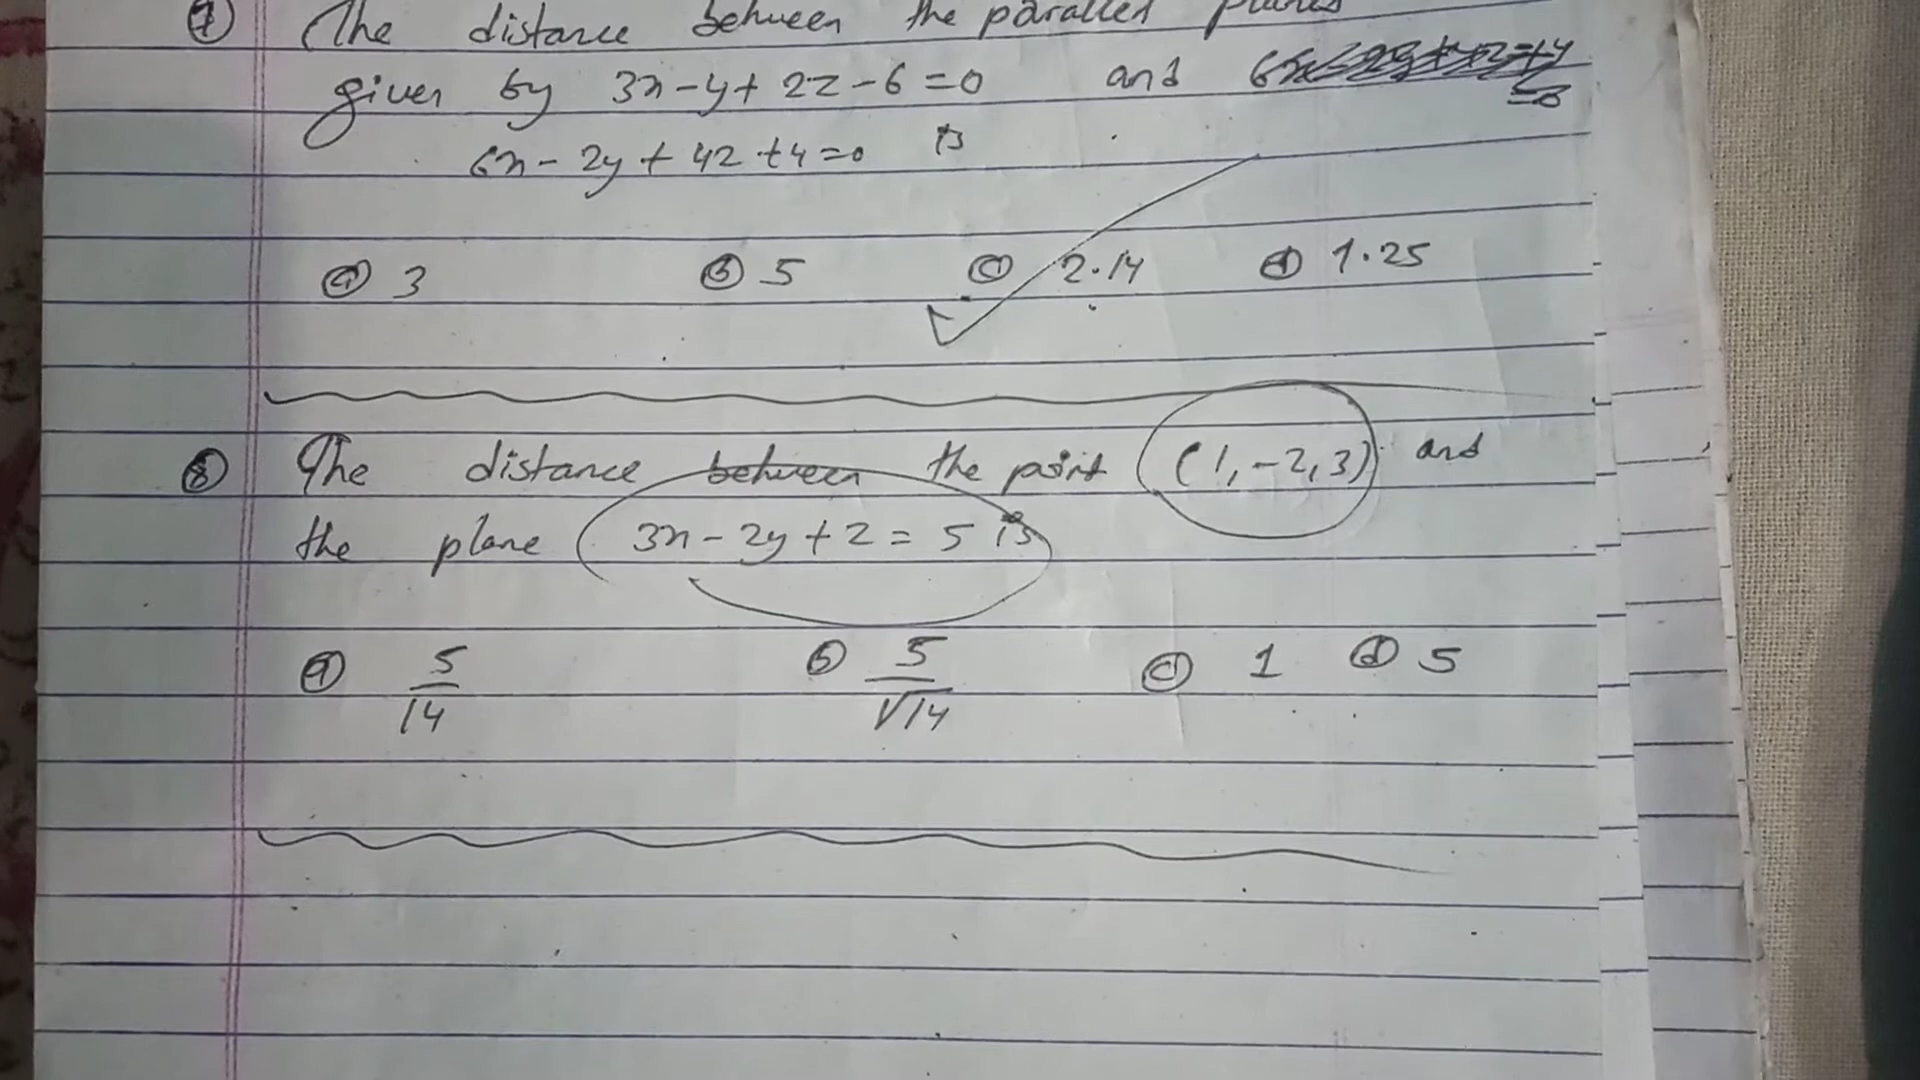 ⑦ The distance between the parallel planes
given by 3x-y+2z-6=0 and
6x-2y+4z+4=0 is
ⓐ 3 ⓑ 5 ⓒ 2.14 ⓓ 1.25
⑧ The distance between the point (1,-2,3) and
the plane 3x-2y+z=5 is
ⓐ 5/14 ⓑ 5/√14 ⓒ 1 ⓓ 5